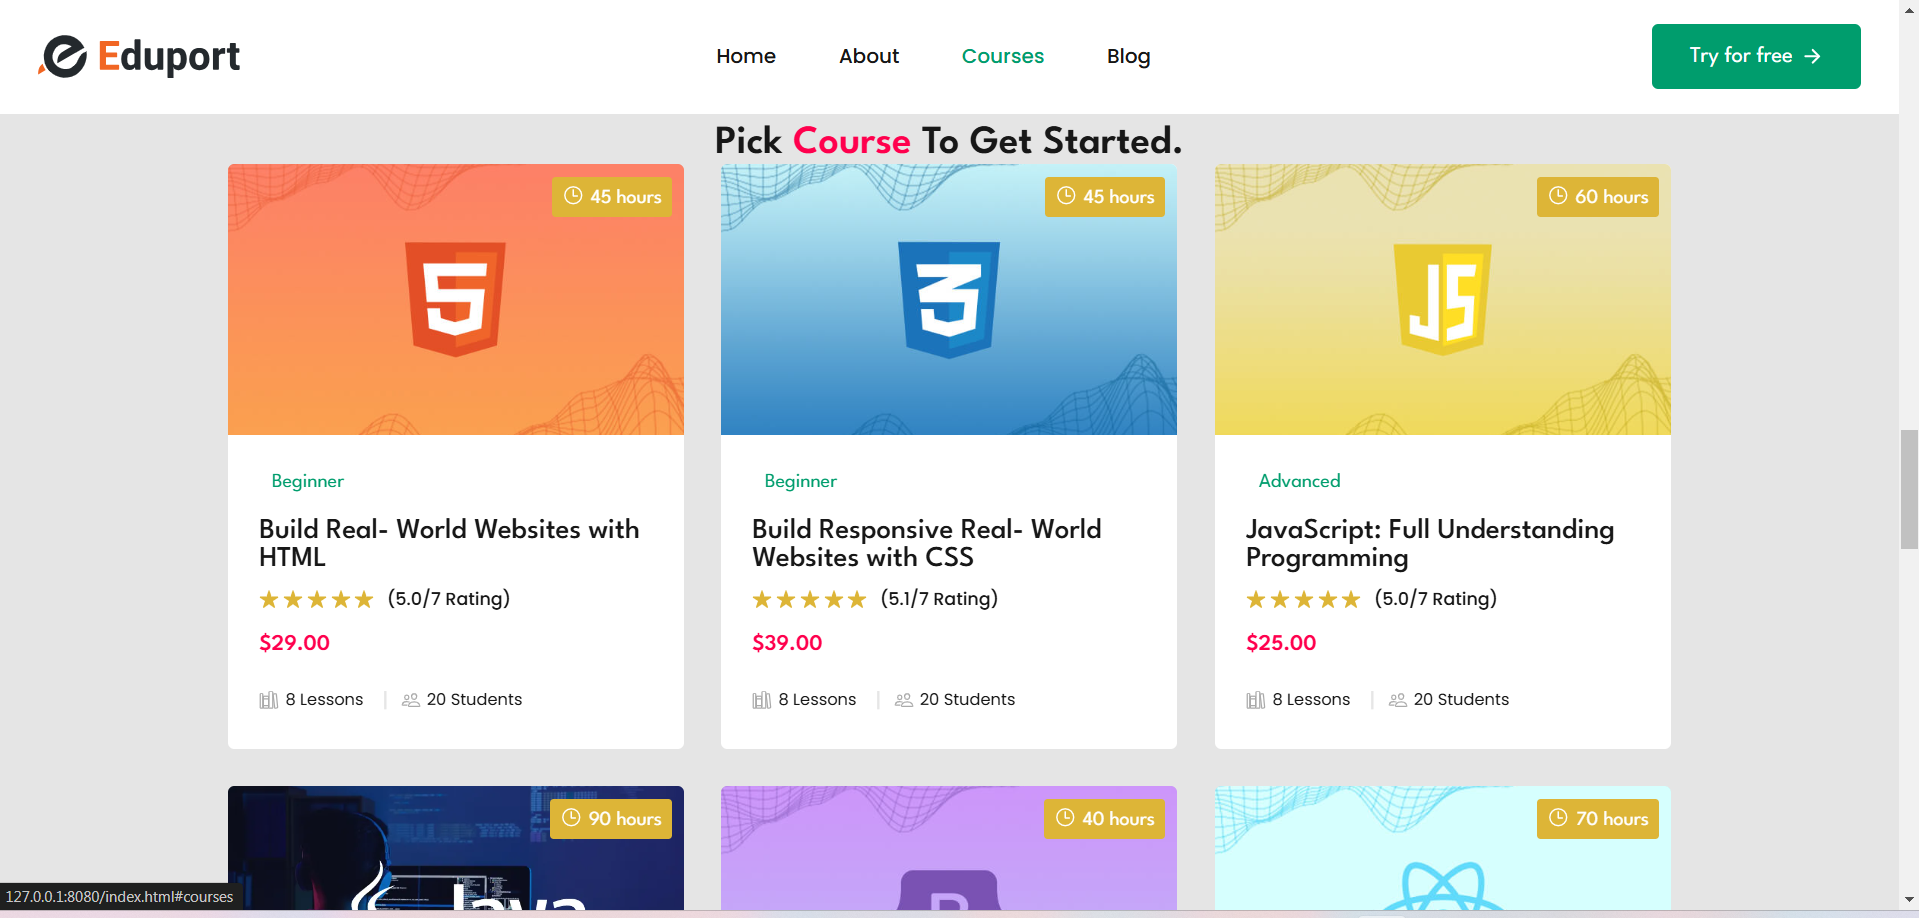 Eduport
Home
About
Courses
Blog
Try for free →
Pick Course To Get Started.
45 hours
45 hours
60 hours
5
3
JS
Beginner
Build Real- World Websites with
HTML
★★★★★ (5.0/7 Rating)
$29.00
8 Lessons | 20 Students
Beginner
Build Responsive Real- World
Websites with CSS
★★★★★ (5.1/7 Rating)
$39.00
8 Lessons | 20 Students
Advanced
JavaScript: Full Understanding
Programming
★★★★★ (5.0/7 Rating)
$25.00
8 Lessons | 20 Students
90 hours
40 hours
70 hours
Java
B
127.0.0.1:8080/index.html#courses